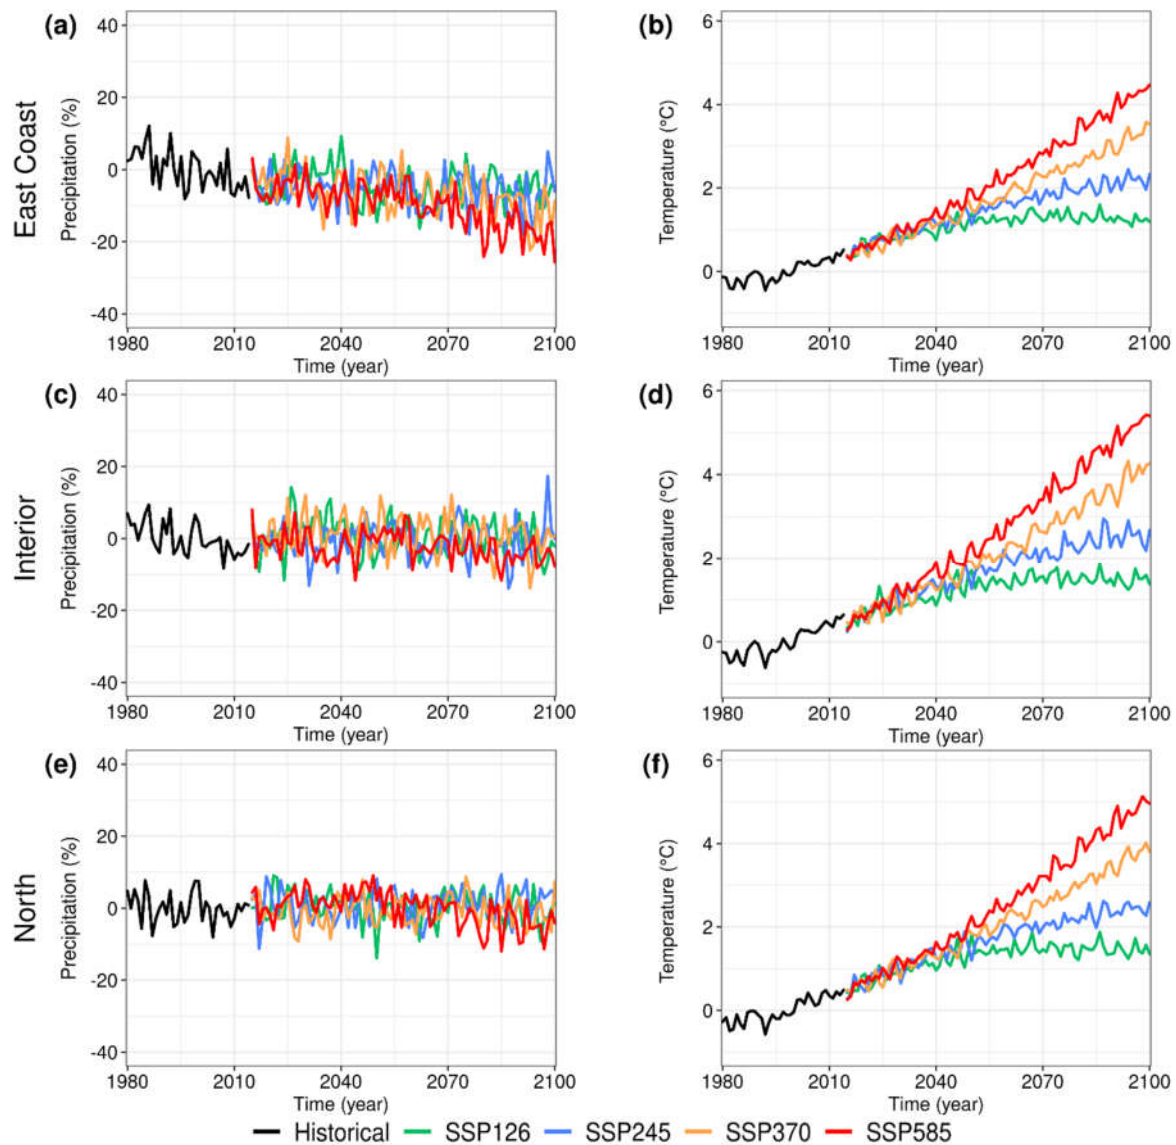 (a) (b)
East Coast
Precipitation (%)
40
20
0
-20
-40
1980 2010 2040 2070 2100
Time (year)
Temperature (°C)
6
4
2
0
1980 2010 2040 2070 2100
Time (year)
(c) (d)
Interior
Precipitation (%)
40
20
0
-20
-40
1980 2010 2040 2070 2100
Time (year)
Temperature (°C)
6
4
2
0
1980 2010 2040 2070 2100
Time (year)
(e) (f)
North
Precipitation (%)
40
20
0
-20
-40
1980 2010 2040 2070 2100
Time (year)
Temperature (°C)
6
4
2
0
1980 2010 2040 2070 2100
Time (year)
Historical SSP126 SSP245 SSP370 SSP585